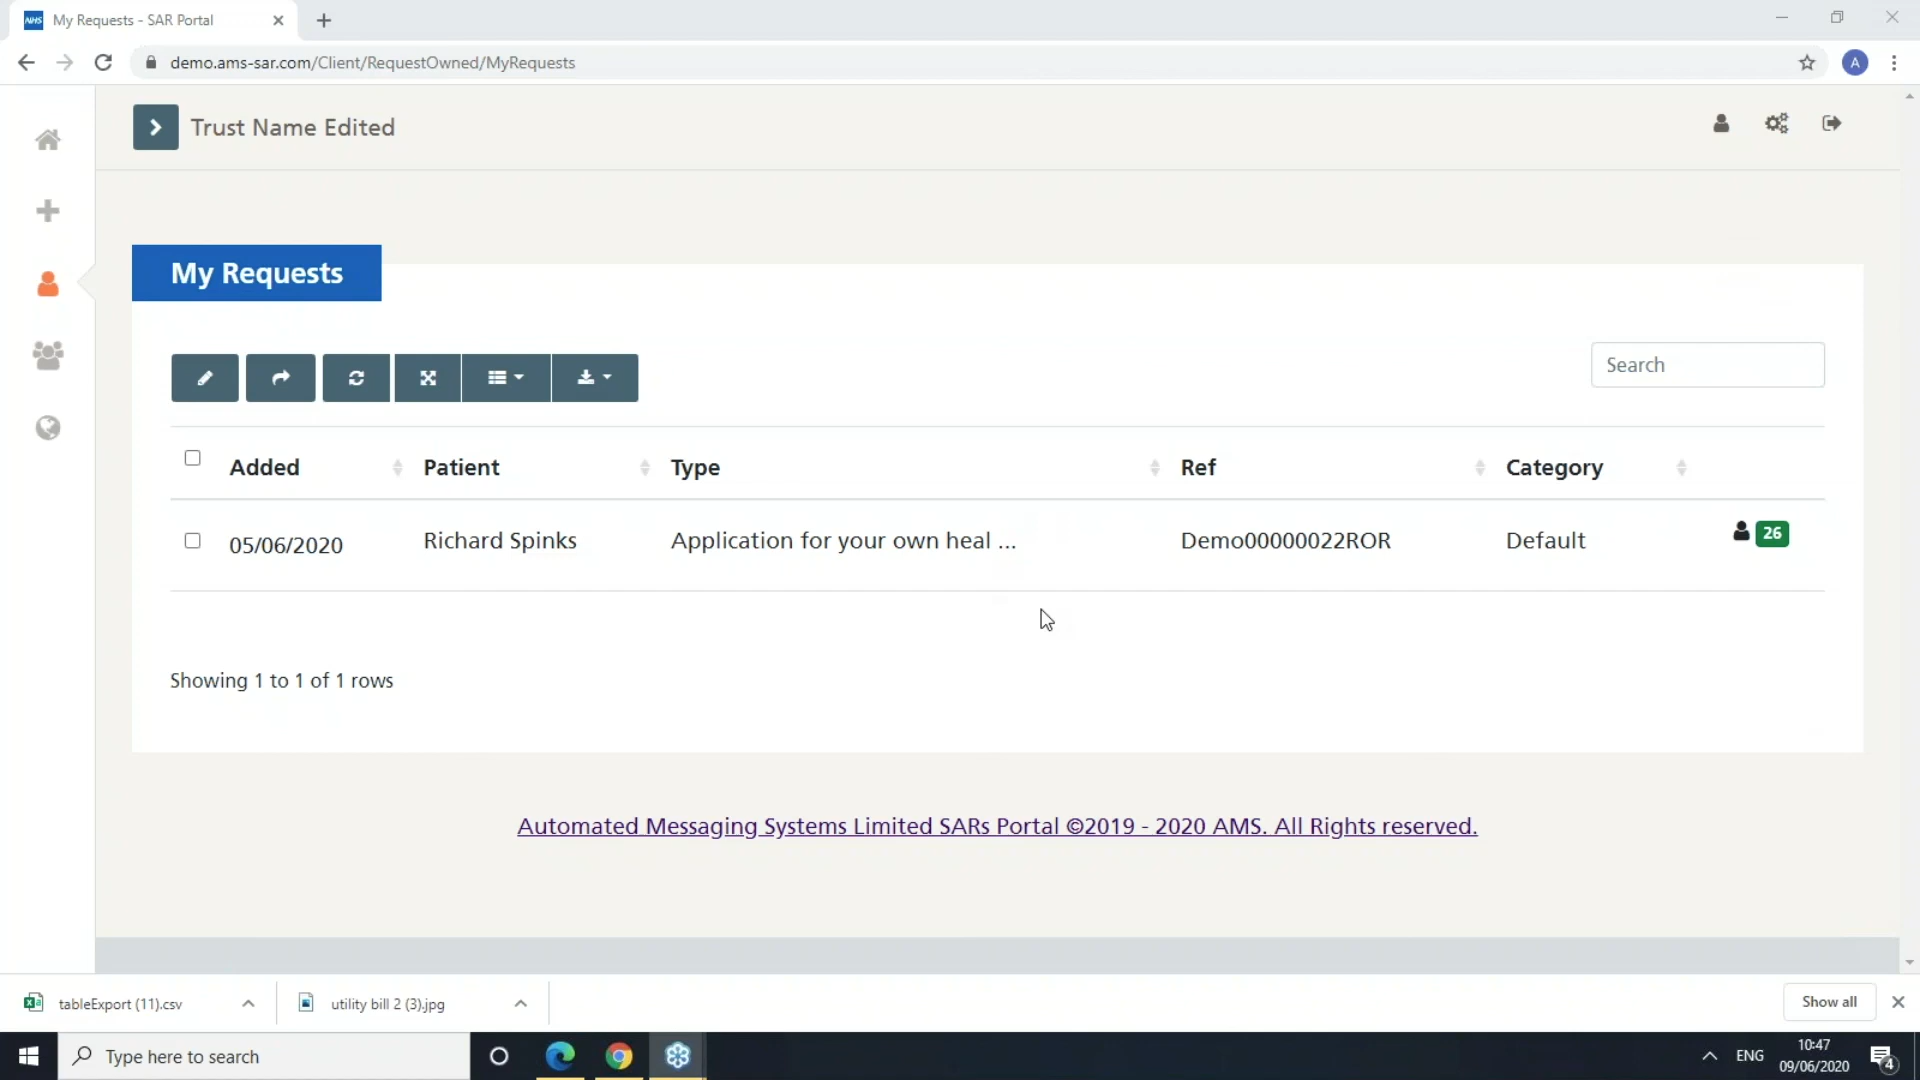 NHS My Requests - SAR Portal
demo.ams-sar.com/Client/RequestOwned/MyRequests
A
Trust Name Edited
My Requests
Search
Added Patient Type Ref Category
05/06/2020 Richard Spinks Application for your own heal ... Demo00000022ROR Default 26
Showing 1 to 1 of 1 rows
Automated Messaging Systems Limited SARs Portal ©2019 - 2020 AMS. All Rights reserved.
tableExport (11).csv utility bill 2 (3).jpg Show all
Type here to search
ENG
10:47
09/06/2020
4